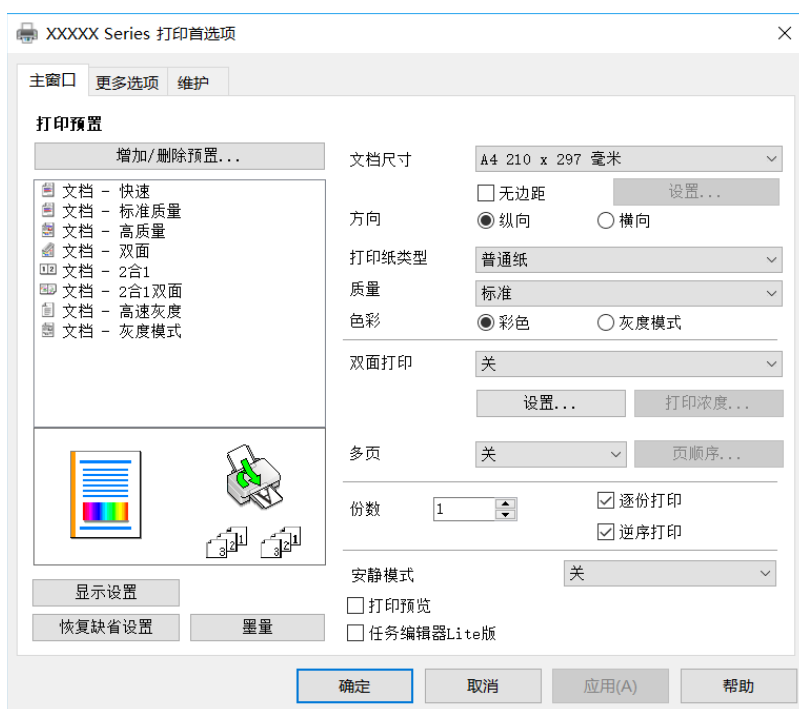 XXXXX Series 打印首选项
主窗口 更多选项 维护
打印预置
增加/删除预置...
文档 - 快速
文档 - 标准质量
文档 - 高质量
文档 - 双面
文档 - 2合1
文档 - 2合1双面
文档 - 高速灰度
文档 - 灰度模式
3 2 1
3 2 1
显示设置
恢复缺省设置 墨量
文档尺寸 A4 210 x 297 毫米
无边距 设置...
方向 纵向 横向
打印纸类型 普通纸
质量 标准
色彩 彩色 灰度模式
双面打印 关
设置... 打印浓度...
多页 关 页顺序...
份数 1 逐份打印
逆序打印
安静模式 关
打印预览
任务编辑器Lite版
确定 取消 应用(A) 帮助